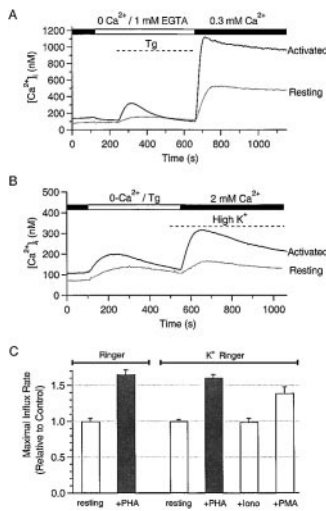 A
0 Ca2+/ 1 mM EGTA
0.3 mM Ca2+
Tg
1200
1000
800
600
400
200
0
[Ca2+]i (nM)
Activated
Resting
0
200
400
600
800
1000
Time (s)
B
0-Ca2+ / Tg
2 mM Ca2+
High K+
400
300
200
100
0
[Ca2+]i (nM)
Activated
Resting
0
200
400
600
800
1000
Time (s)
C
Ringer
K+ Ringer
1.5
1.0
0.5
0
Maximal Influx Rate
(Relative to Control)
resting
+PHA
resting
+PHA
+Iono
+PMA